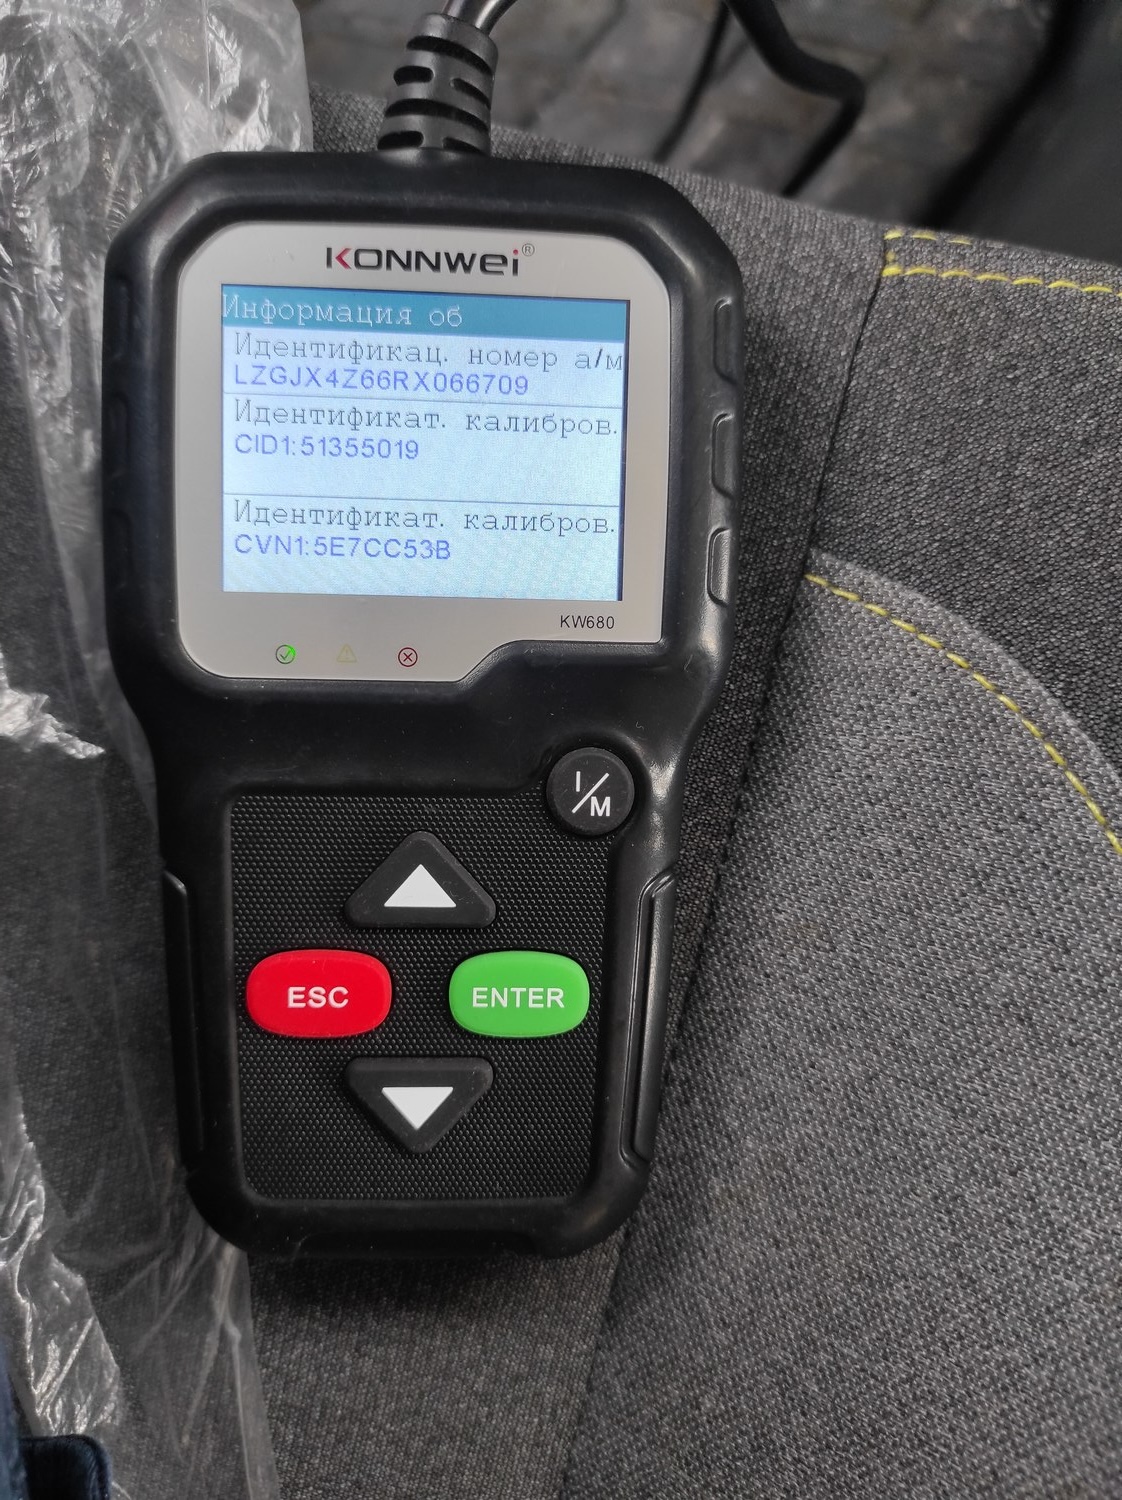 KONNWEI®
Информация об
Идентификац. номер а/м
LZGJX4Z66RX066709
Идентификат. калибров.
CID1:51355019
Идентификат. калибров.
CVN1:5E7CC53B
KW680
I/M
ESC
ENTER